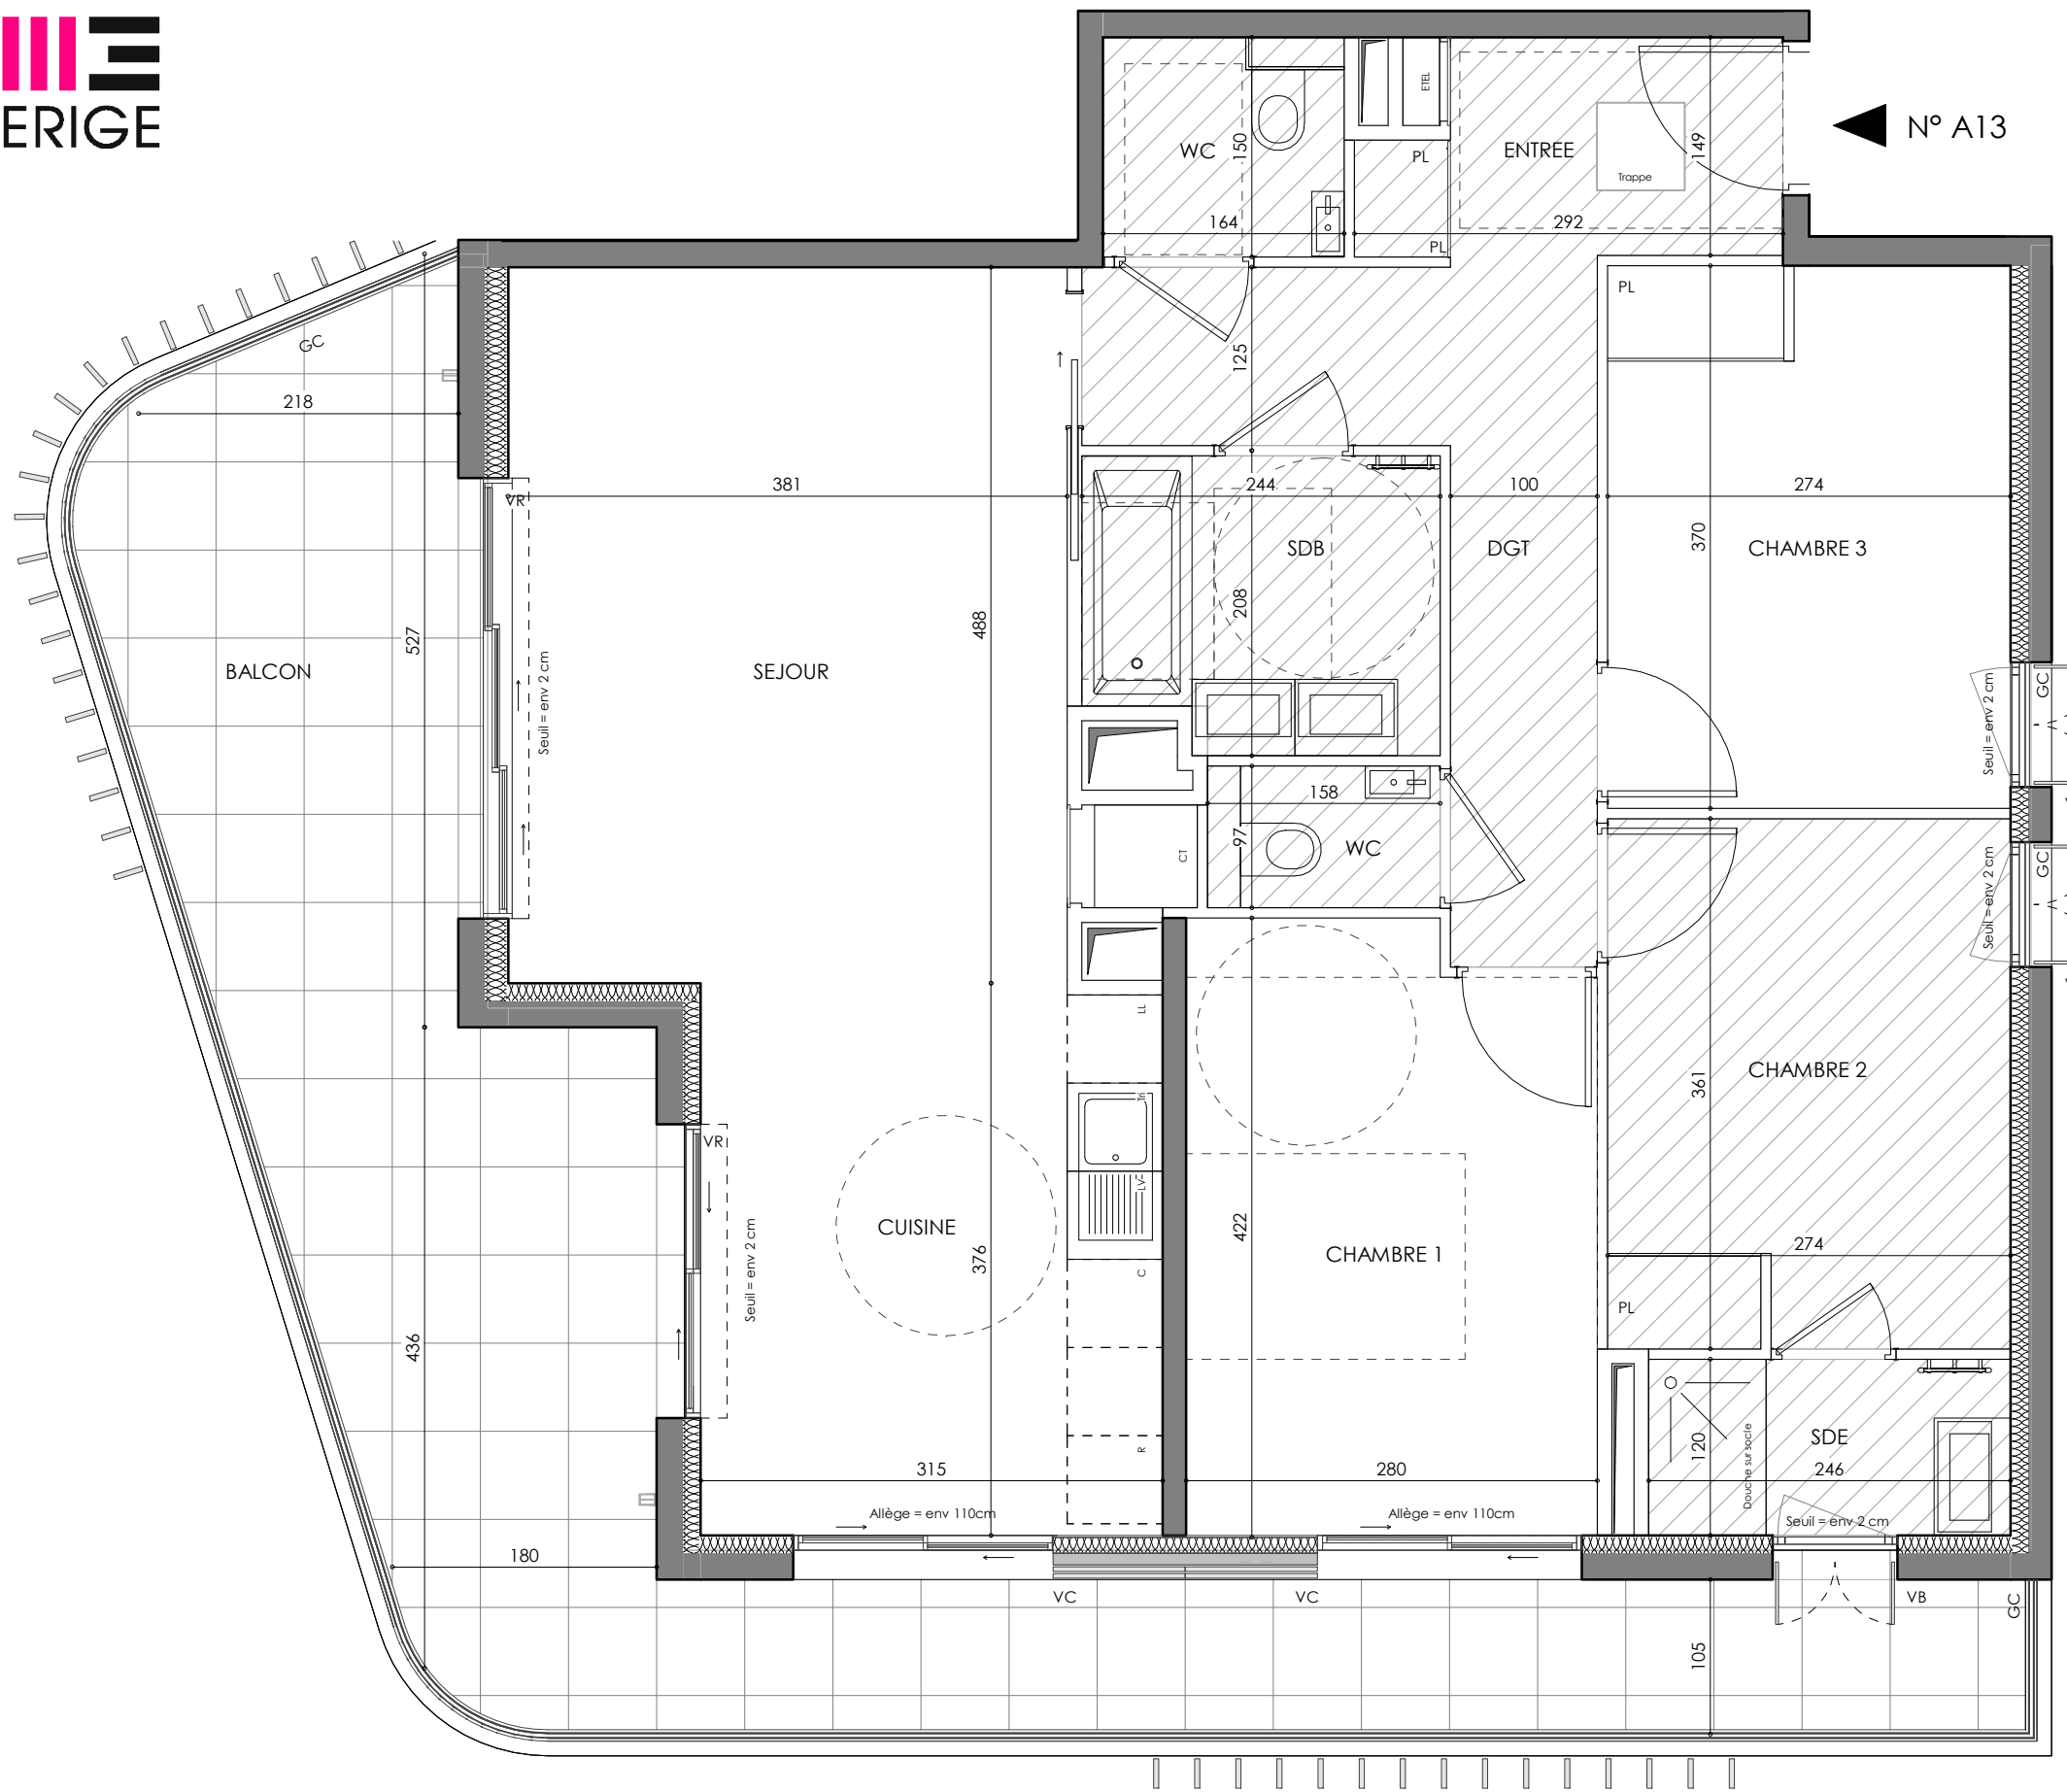 ERIGE
N° A13
WC
150
164
ETEL
PL
PL
ENTREE
Trappe
149
292
GC
218
125
PL
VR
381
244
100
274
SDB
DGT
CHAMBRE 3
370
208
488
527
BALCON
SEJOUR
Seuil = env 2 cm
Seuil = env 2 cm
GC
158
97
WC
CT
Seuil = env 2 cm
GC
LL
Tri
LV
C
R
VR
Seuil = env 2 cm
CUISINE
376
422
CHAMBRE 1
CHAMBRE 2
361
274
PL
436
315
280
Allège = env 110cm
Allège = env 110cm
Douche sur socle
120
SDE
246
Seuil = env 2 cm
180
VC
VC
VB
GC
105